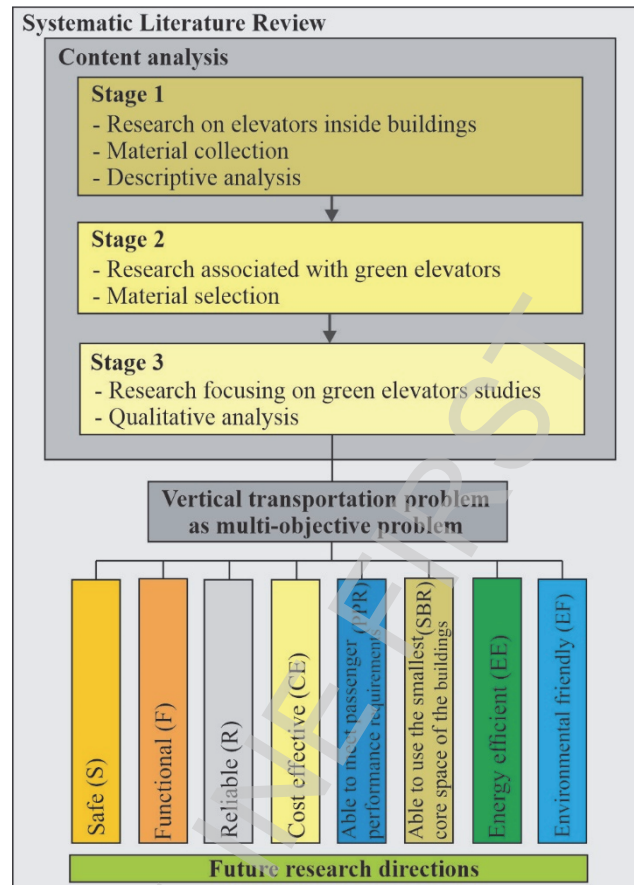 Systematic Literature Review
Content analysis
Stage 1
- Research on elevators inside buildings
- Material collection
- Descriptive analysis
Stage 2
- Research associated with green elevators
- Material selection
Stage 3
- Research focusing on green elevators studies
- Qualitative analysis
Vertical transportation problem
as multi-objective problem
Safe (S)
Functional (F)
Reliable (R)
Cost effective (CE)
Able to meet passenger (PPR)
performance requirements
Able to use the smallest (SBR)
core space of the buildings
Energy efficient (EE)
Environmental friendly (EF)
Future research directions
NE FIRST